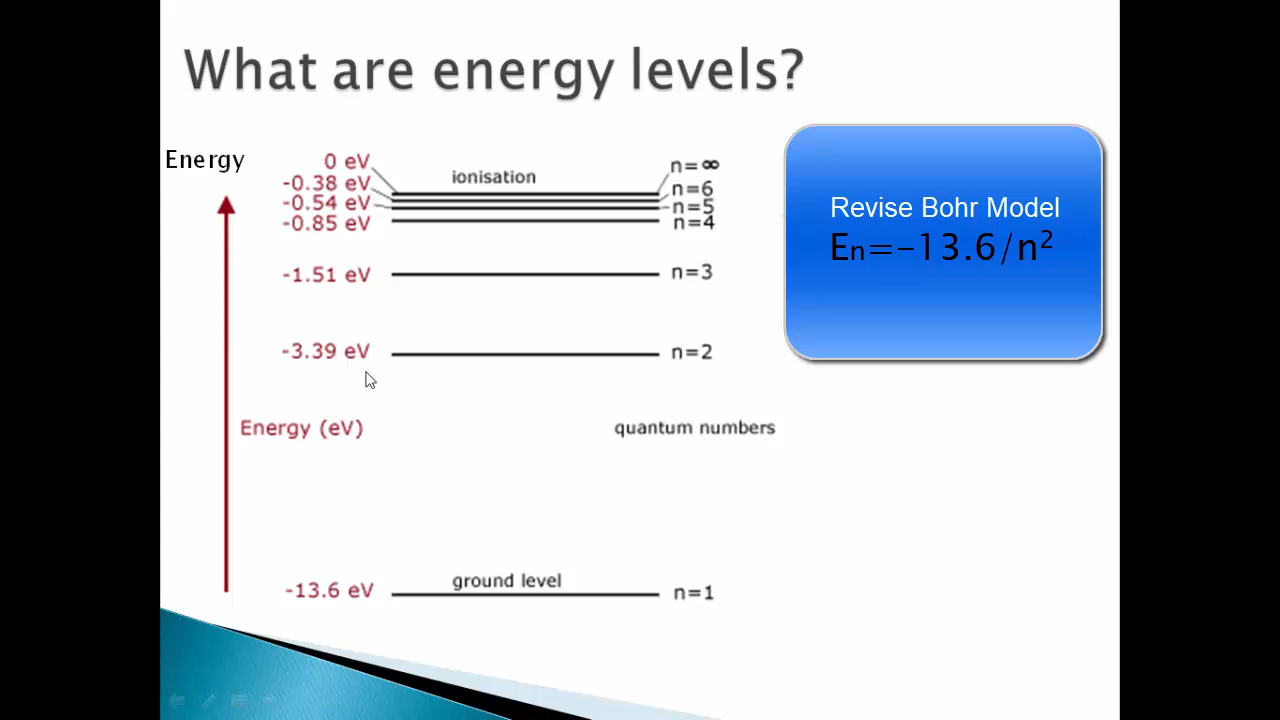 What are energy levels?
Energy
0 eV
ionisation
n=∞
-0.38 eV
n=6
-0.54 eV
n=5
-0.85 eV
n=4
-1.51 eV
n=3
-3.39 eV
n=2
Energy (eV)
quantum numbers
-13.6 eV
ground level
n=1
Revise Bohr Model
En=-13.6/n²